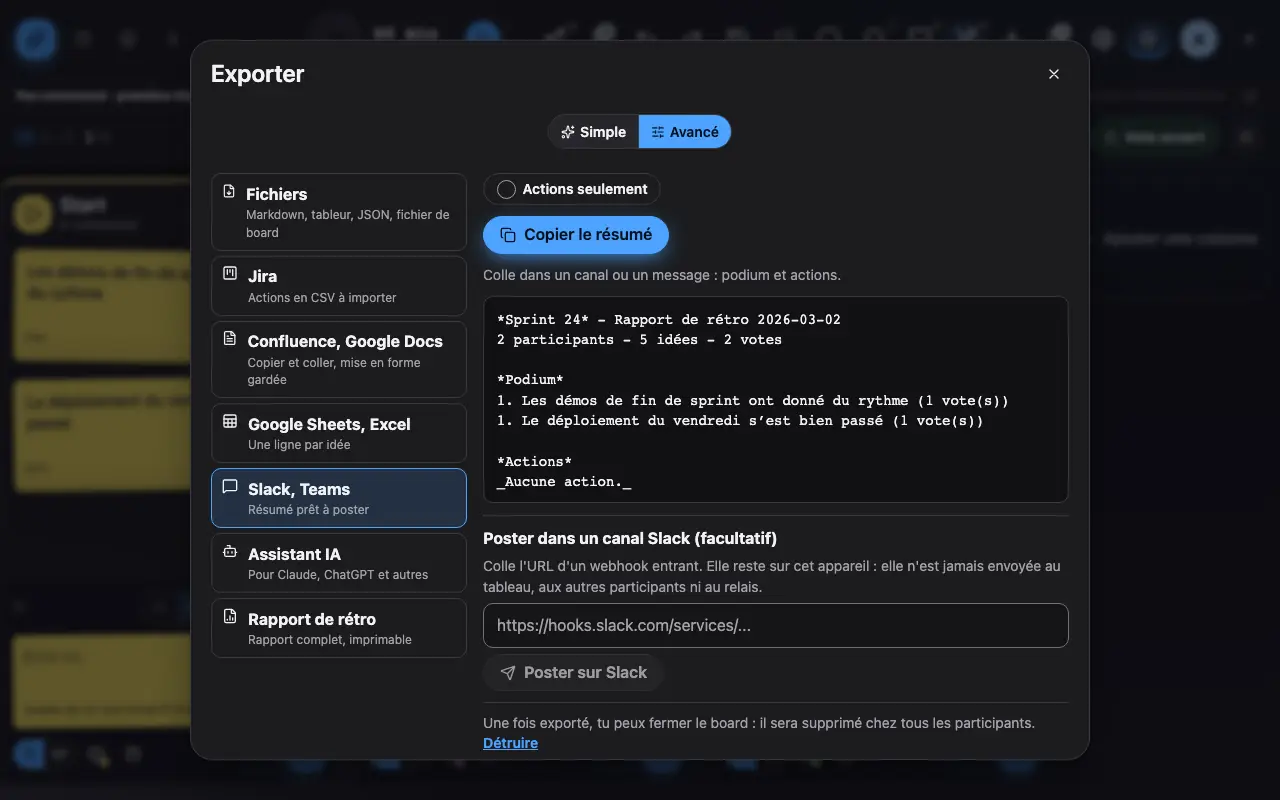 Exporter
Simple
Avancé
Fichiers
Markdown, tableur, JSON, fichier de
board
Jira
Actions en CSV à importer
Confluence, Google Docs
Copier et coller, mise en forme
gardée
Google Sheets, Excel
Une ligne par idée
Slack, Teams
Résumé prêt à poster
Assistant IA
Pour Claude, ChatGPT et autres
Rapport de rétro
Rapport complet, imprimable
Actions seulement
Copier le résumé
Colle dans un canal ou un message : podium et actions.
*Sprint 24* — Rapport de rétro 2026-03-02
2 participants — 5 idées — 2 votes
*Podium*
1. Les démos de fin de sprint ont donné du rythme (1 vote(s))
1. Le déploiement du vendredi s’est bien passé (1 vote(s))
*Actions*
_Aucune action._
Poster dans un canal Slack (facultatif)
Colle l'URL d'un webhook entrant. Elle reste sur cet appareil : elle n'est jamais envoyée au
tableau, aux autres participants ni au relais.
https://hooks.slack.com/services/...
Poster sur Slack
Une fois exporté, tu peux fermer le board : il sera supprimé chez tous les participants.
Détruire
Start